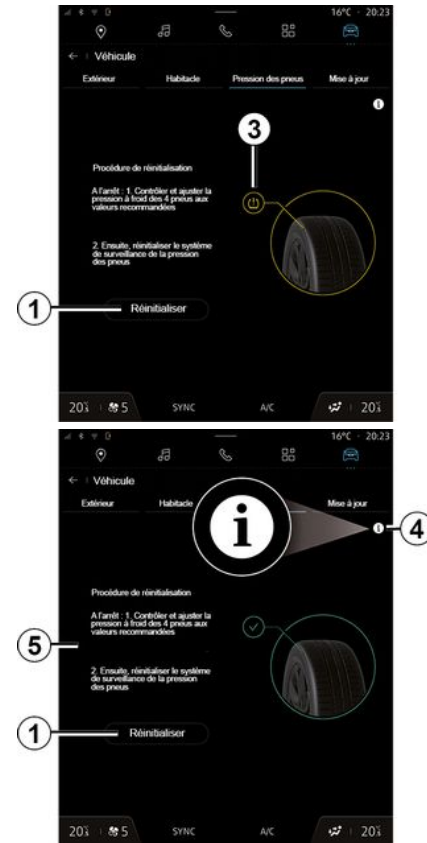 16°C - 20:23
← Véhicule
Extérieur Habitacle Pression des pneus Mise à jour
i
3
Procédure de réinitialisation
A l'arrêt : 1. Contrôler et ajuster la
pression à froid des 4 pneus aux
valeurs recommandées
2. Ensuite, réinitialiser le système
de surveillance de la pression
des pneus
1
Réinitialiser
5 SYNC A/C
16°C - 20:23
← Véhicule
Extérieur Habitacle Mise à jour
i
i
4
Procédure de réinitialisation
A l'arrêt : 1. Contrôler et ajuster la
pression à froid des 4 pneus aux
valeurs recommandées
5
2. Ensuite, réinitialiser le système
de surveillance de la pression
des pneus
1
Réinitialiser
5 SYNC A/C